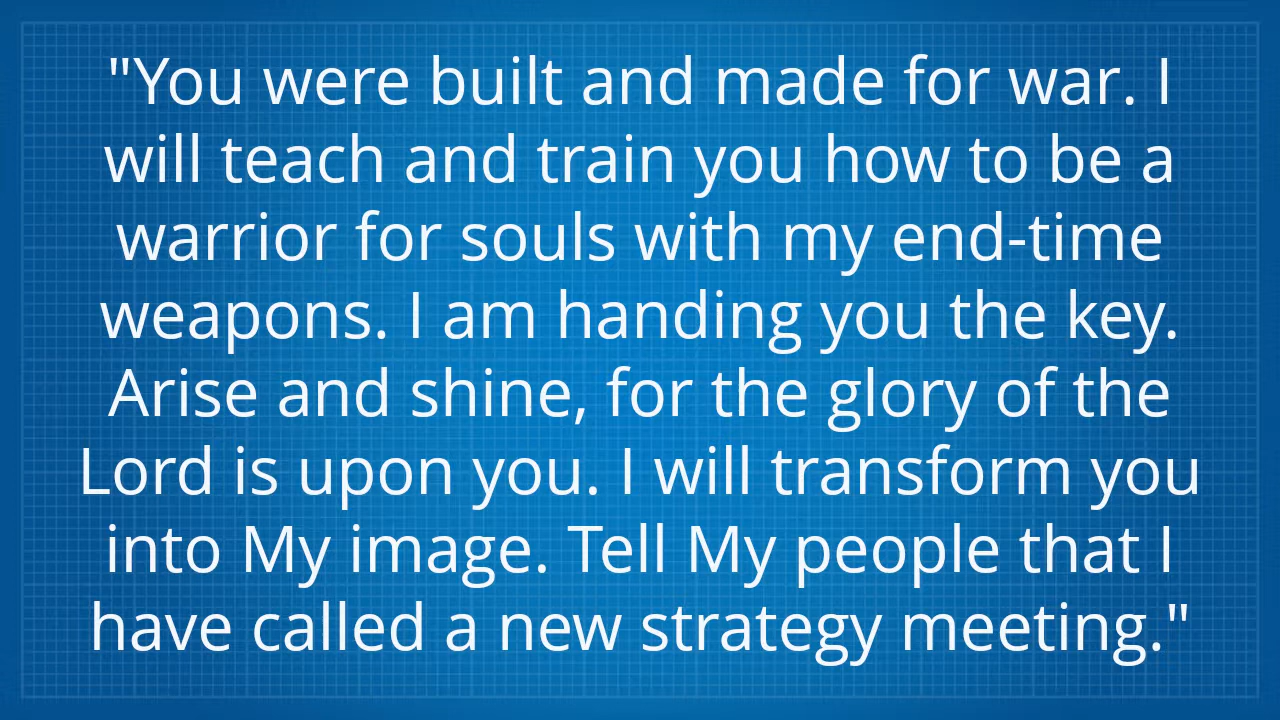 "You were built and made for war. I
will teach and train you how to be a
warrior for souls with my end-time
weapons. I am handing you the key.
Arise and shine, for the glory of the
Lord is upon you. I will transform you
into My image. Tell My people that I
have called a new strategy meeting."